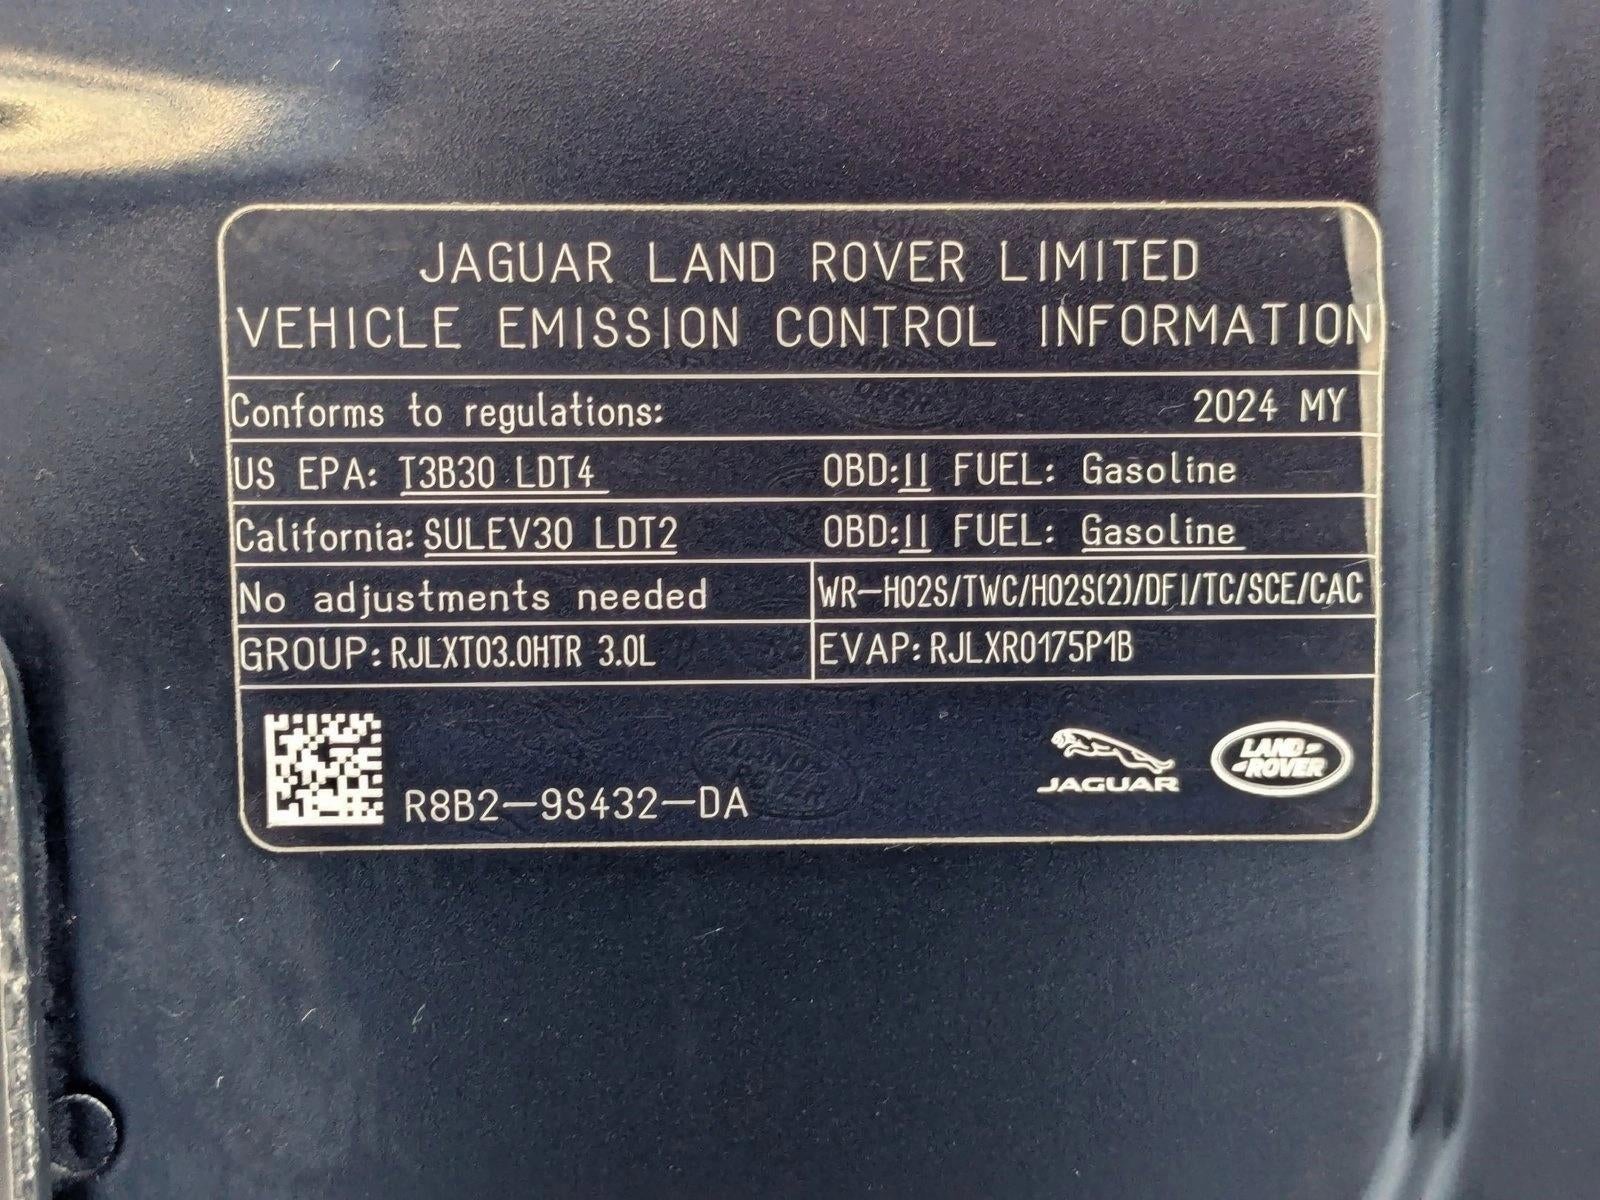 JAGUAR LAND ROVER LIMITED
VEHICLE EMISSION CONTROL INFORMATION
Conforms to regulations: 2024 MY
US EPA: T3B30 LDT4 OBD:II FUEL: Gasoline
California: SULEV30 LDT2 OBD:II FUEL: Gasoline
No adjustments needed WR-HO2S/TWC/HO2S(2)/DFI/TC/SCE/CAC
GROUP: RJLXT03.0HTR 3.0L EVAP: RJLXR0175P1B
R8B2-9S432-DA
JAGUAR
LAND ROVER